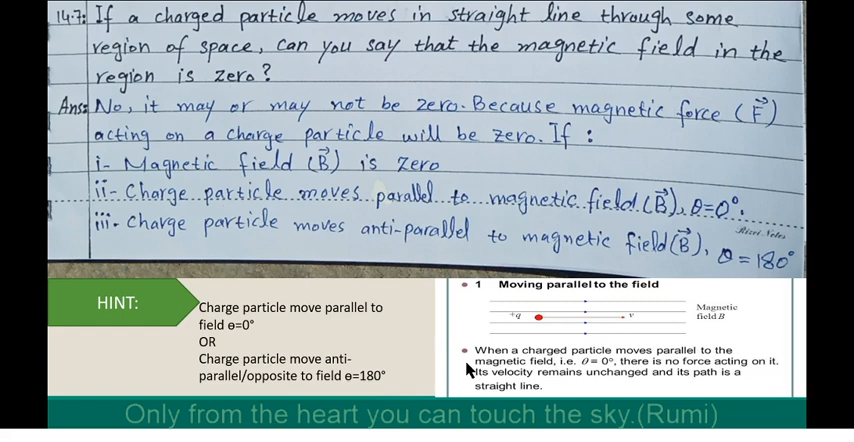 14.7: If a charged particle moves in straight line through some
region of space, can you say that the magnetic field in the
region is zero?
Ans: No, it may or may not be zero. Because magnetic force (F⃗)
acting on a charge particle will be zero. If :
i- Magnetic field (B⃗) is zero
ii- Charge particle moves parallel to magnetic field (B⃗), θ=0°.
iii. Charge particle moves anti-parallel to magnetic field (B⃗), θ=180°
Rizvi Notes
HINT:
Charge particle move parallel to
field ɵ=0°
OR
Charge particle move anti-
parallel/opposite to field ɵ=180°
• 1 Moving parallel to the field
+q
v
Magnetic
field B
• When a charged particle moves parallel to the
magnetic field, i.e. θ = 0°, there is no force acting on it.
Its velocity remains unchanged and its path is a
straight line.
Only from the heart you can touch the sky.(Rumi)